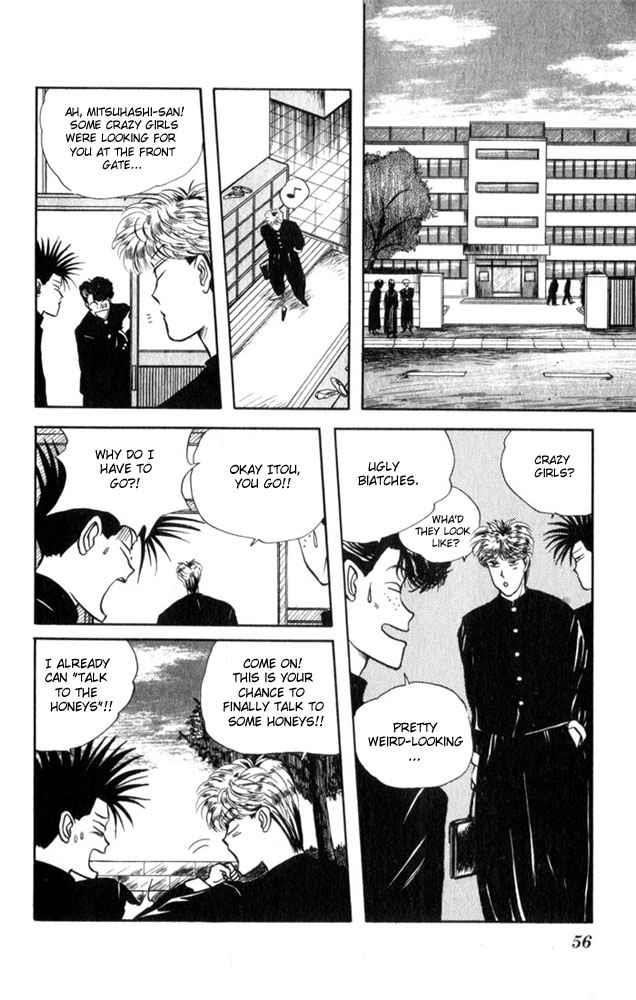 AH, MITSUHASHI-SAN!
SOME CRAZY GIRLS
WERE LOOKING FOR
YOU AT THE FRONT
GATE...
CRAZY
GIRLS?
WHA'D
THEY LOOK
LIKE?
UGLY
BIATCHES.
PRETTY
WEIRD-LOOKING
...
OKAY ITOU,
YOU GO!!
WHY DO I
HAVE TO
GO?!
COME ON!
THIS IS YOUR
CHANCE TO
FINALLY TALK TO
SOME HONEYS!!
I ALREADY
CAN "TALK
TO THE
HONEYS"!!
56